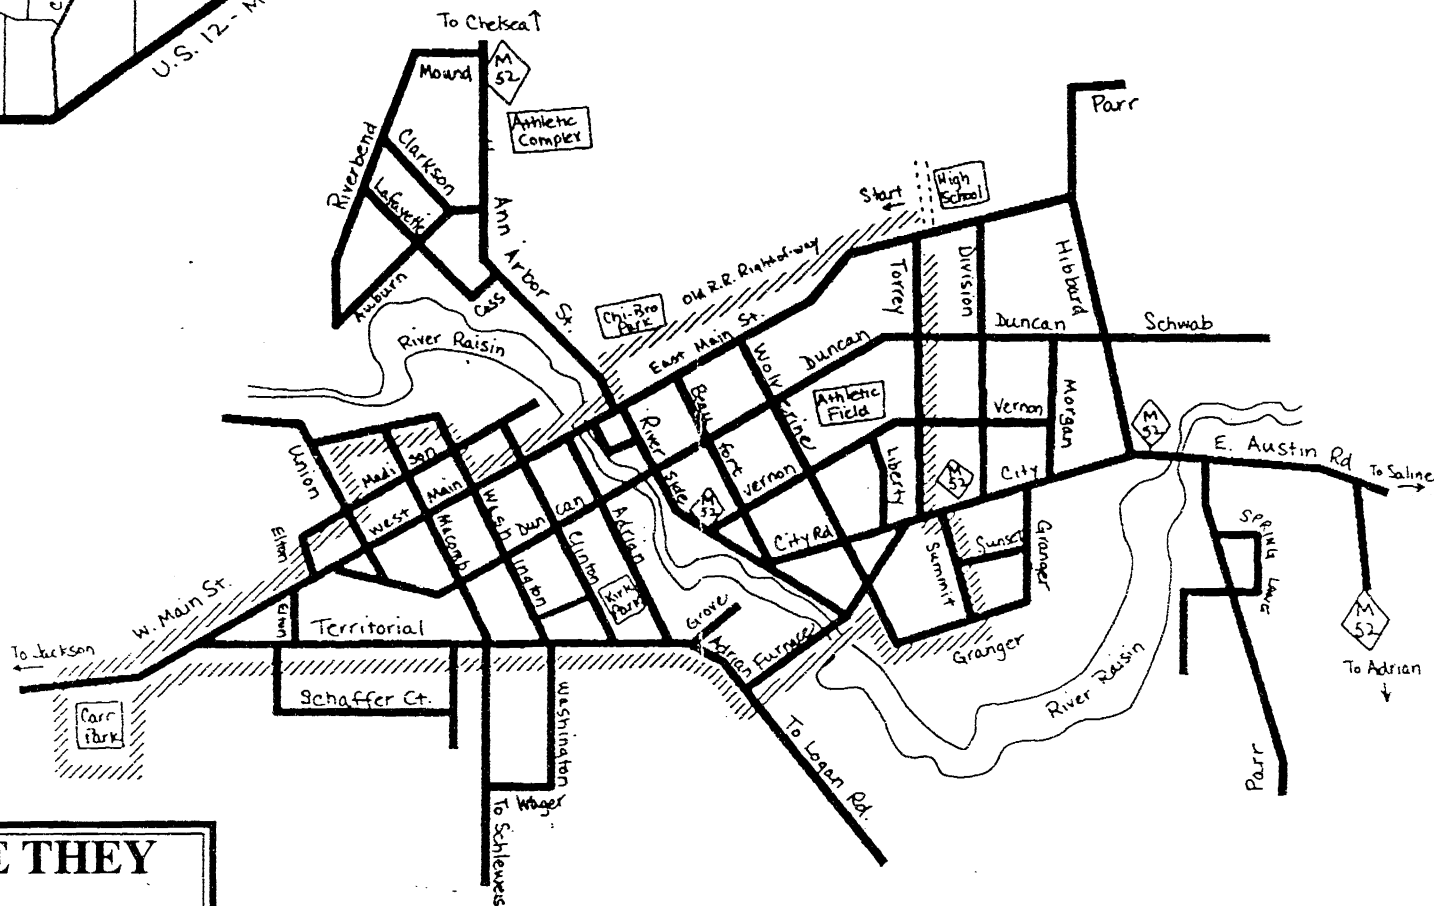 U.S. 12 - M
To Chelsea ↑
Mound
M
52
Athletic
Complex
Riverbend
Clarkson
Lafayette
Auburn
Cass
Ann Arbor St.
Parr
Start
←
High
School
Old R.R. Right-of-way
Chi-Bro
Park
River Raisin
East Main St.
Torrey
Division
Hibbard
Duncan
Schwab
Duncan
Wolverine
Beaufort
Riverside
Athletic
Field
Vernon
Morgan
Vernon
Liberty
M
52
City
M
52
E. Austin Rd
To Saline
→
Union
Madison
West Main
Macomb
Washington
Duncan
Clinton
Adrian
M
52
City Rd
Elton
Elton
Summit
Sunset
Granger
Granger
SPRING LANE
W. Main St.
To Jackson
←
Territorial
Kirk
Park
Grove
Adrian
Furnace
River Raisin
M
52
To Adrian
↓
Carr
Park
Schaffer Ct.
Washington
To Logan Rd.
Parr
Wager
To Schleweis
E THEY